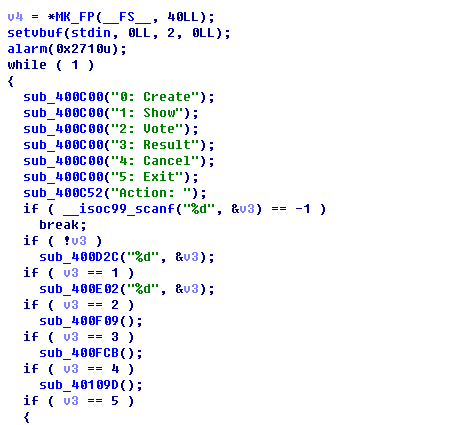 v4 = *MK_FP(__FS__, 40LL);
setvbuf(stdin, 0LL, 2, 0LL);
alarm(0x2710u);
while ( 1 )
{
sub_400C00("0: Create");
sub_400C00("1: Show");
sub_400C00("2: Vote");
sub_400C00("3: Result");
sub_400C00("4: Cancel");
sub_400C00("5: Exit");
sub_400C52("Action: ");
if ( __isoc99_scanf("%d", &v3) == -1 )
break;
if ( !v3 )
sub_400D2C("%d", &v3);
if ( v3 == 1 )
sub_400E02("%d", &v3);
if ( v3 == 2 )
sub_400F09();
if ( v3 == 3 )
sub_400FCB();
if ( v3 == 4 )
sub_40109D();
if ( v3 == 5 )
{